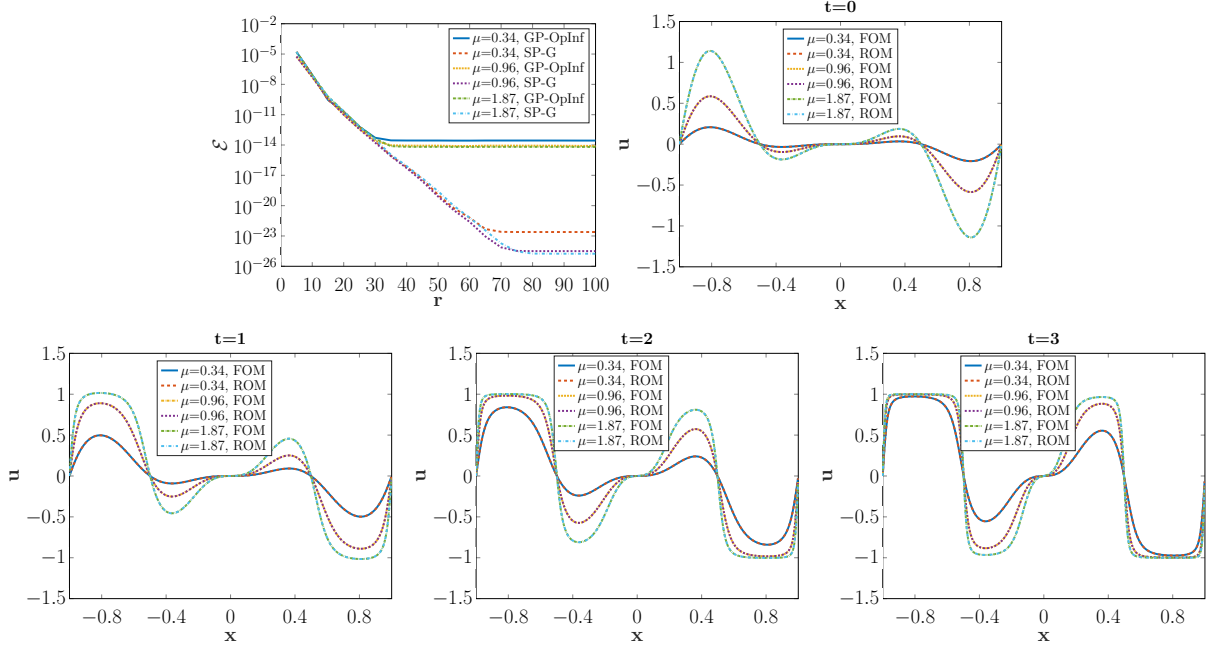 10^−2
10^−5
10^−8
10^−11
10^−14
10^−17
10^−20
10^−23
10^−26
ℰ
0 10 20 30 40 50 60 70 80 90 100
r
μ=0.34, GP-OpInf
μ=0.34, SP-G
μ=0.96, GP-OpInf
μ=0.96, SP-G
μ=1.87, GP-OpInf
μ=1.87, SP-G
t=0
1.5
1
0.5
0
−0.5
−1
−1.5
u
−0.8 −0.4 0 0.4 0.8
x
μ=0.34, FOM
μ=0.34, ROM
μ=0.96, FOM
μ=0.96, ROM
μ=1.87, FOM
μ=1.87, ROM
t=1
1.5
1
0.5
0
−0.5
−1
−1.5
u
−0.8 −0.4 0 0.4 0.8
x
μ=0.34, FOM
μ=0.34, ROM
μ=0.96, FOM
μ=0.96, ROM
μ=1.87, FOM
μ=1.87, ROM
t=2
1.5
1
0.5
0
−0.5
−1
−1.5
u
−0.8 −0.4 0 0.4 0.8
x
μ=0.34, FOM
μ=0.34, ROM
μ=0.96, FOM
μ=0.96, ROM
μ=1.87, FOM
μ=1.87, ROM
t=3
1.5
1
0.5
0
−0.5
−1
−1.5
u
−0.8 −0.4 0 0.4 0.8
x
μ=0.34, FOM
μ=0.34, ROM
μ=0.96, FOM
μ=0.96, ROM
μ=1.87, FOM
μ=1.87, ROM